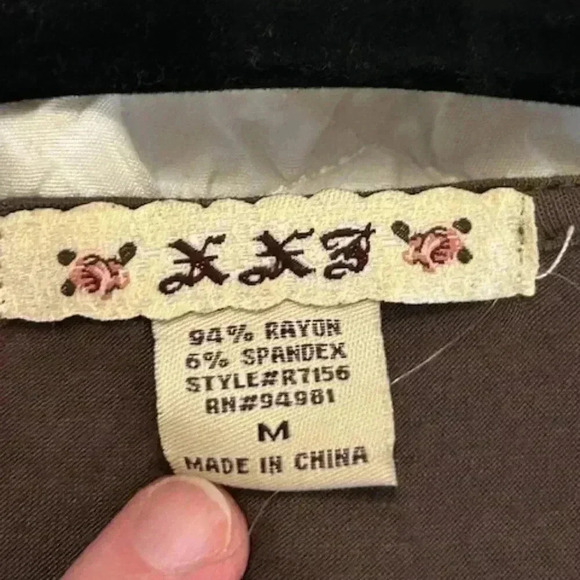 XXI
94% RAYON
6% SPANDEX
STYLE#R7156
RN#94981
M
MADE IN CHINA